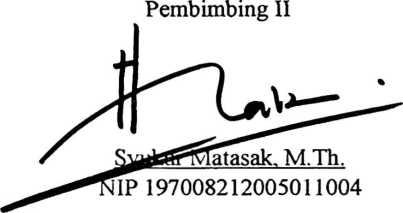 Pembimbing II
Syukur Matasak, M.Th.
NIP 197008212005011004